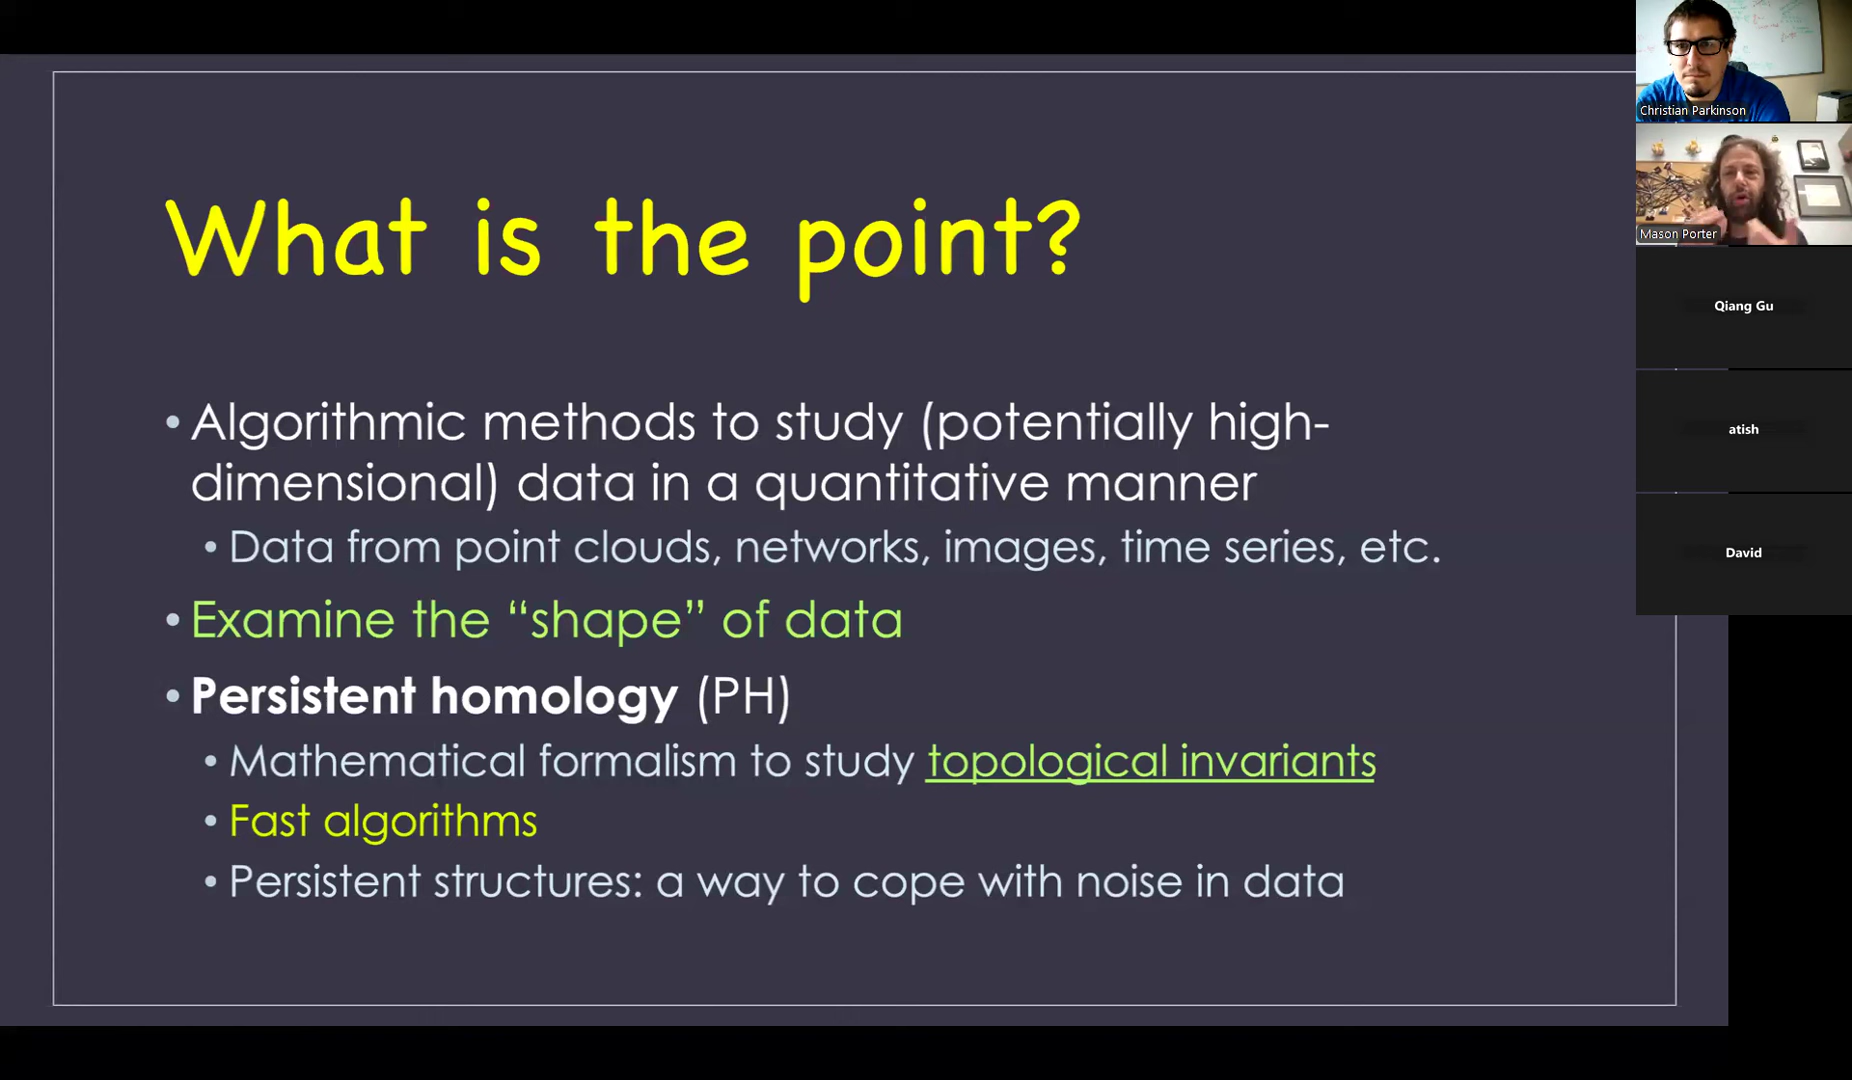 What is the point?
• Algorithmic methods to study (potentially high-
dimensional) data in a quantitative manner
• Data from point clouds, networks, images, time series, etc.
• Examine the “shape” of data
• Persistent homology (PH)
• Mathematical formalism to study topological invariants
• Fast algorithms
• Persistent structures: a way to cope with noise in data
Christian Parkinson
Mason Porter
Qiang Gu
atish
David